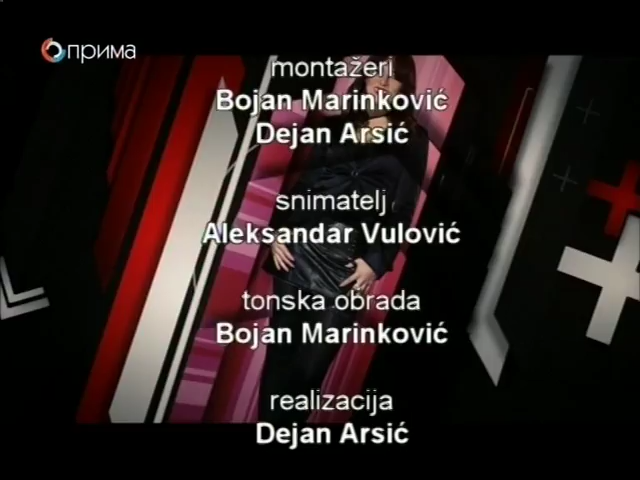 прима
montažeri
Bojan Marinković
Dejan Arsić
snimatelj
Aleksandar Vulović
tonska obrada
Bojan Marinković
realizacija
Dejan Arsić